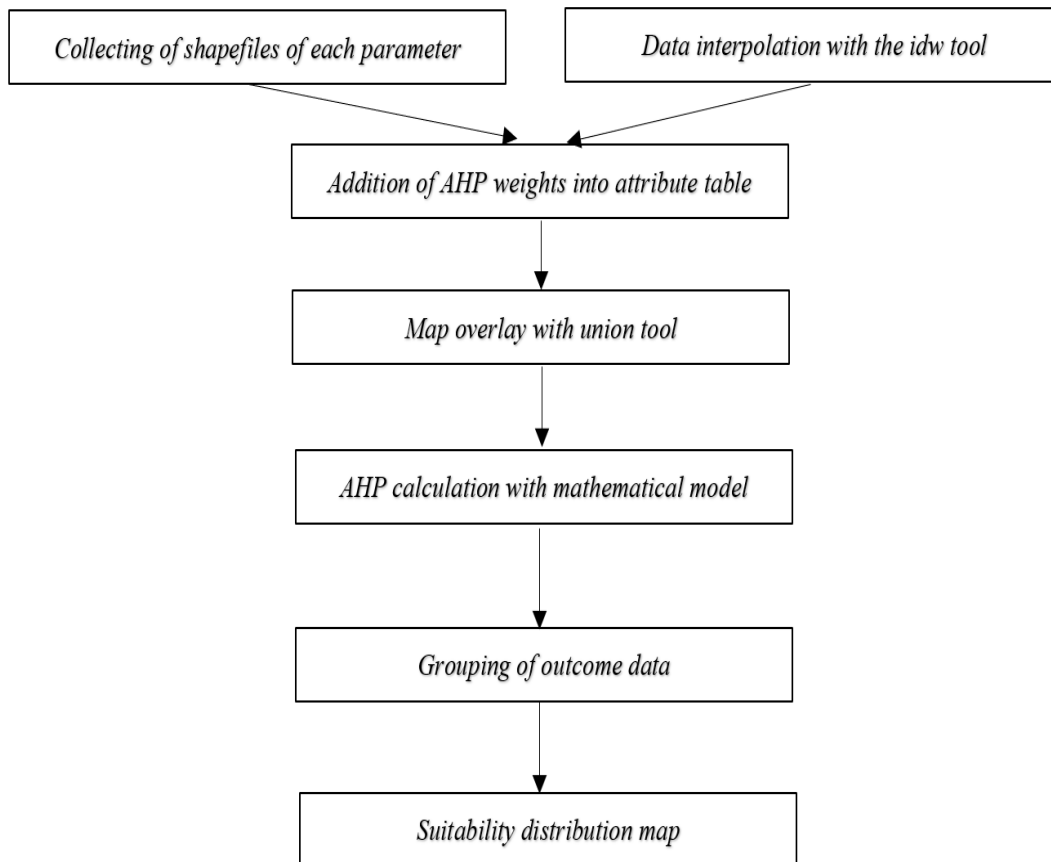 Collecting of shapefiles of each parameter
Data interpolation with the idw tool
Addition of AHP weights into attribute table
Map overlay with union tool
AHP calculation with mathematical model
Grouping of outcome data
Suitability distribution map